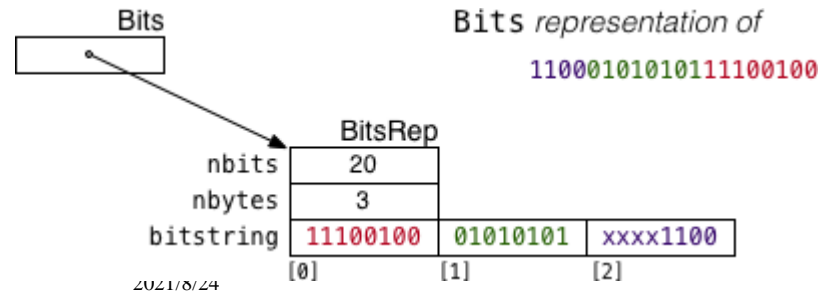 Bits
Bits representation of
11000101010111100100
BitsRep
nbits 20
nbytes 3
bitstring 11100100 01010101 xxxx1100
[0] [1] [2]
2021/8/24